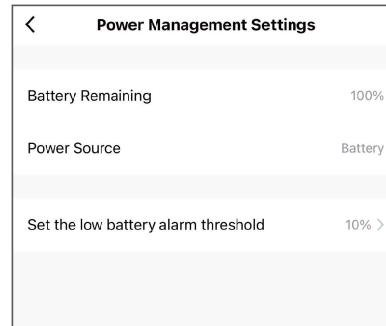 Power Management Settings
Battery Remaining 100%
Power Source Battery
Set the low battery alarm threshold 10%